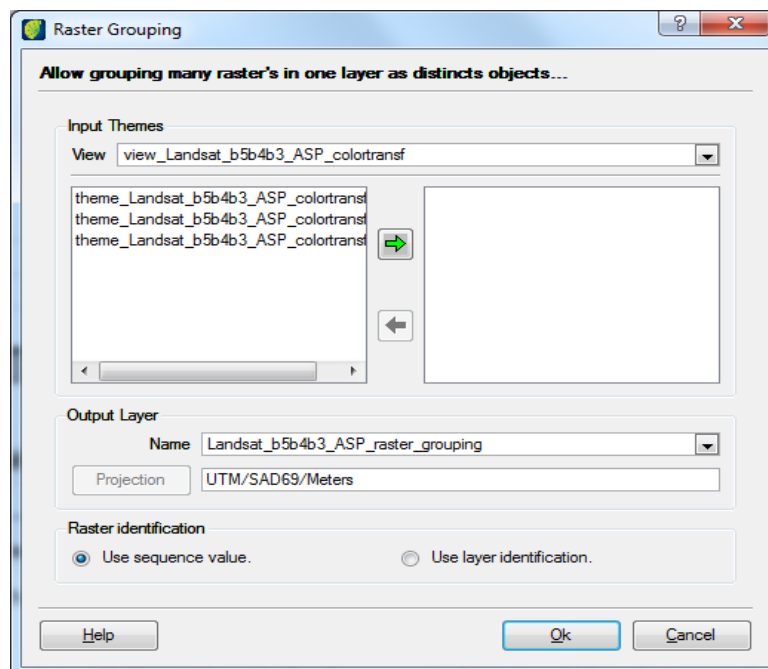 Raster Grouping
Allow grouping many raster's in one layer as distincts objects...
Input Themes
View view_Landsat_b5b4b3_ASP_colortransf
theme_Landsat_b5b4b3_ASP_colortransf
theme_Landsat_b5b4b3_ASP_colortransf
theme_Landsat_b5b4b3_ASP_colortransf
Output Layer
Name Landsat_b5b4b3_ASP_raster_grouping
Projection UTM/SAD69/Meters
Raster identification
Use sequence value. Use layer identification.
Help Ok Cancel